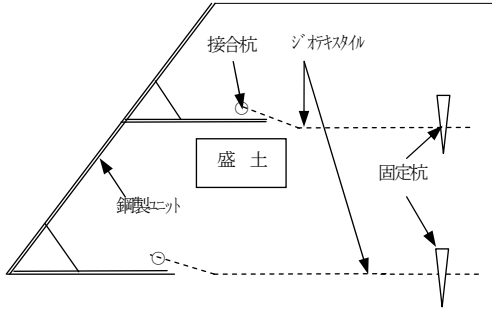 接合杭
ジオテキスタイル
盛 土
固定杭
鋼製ユニット